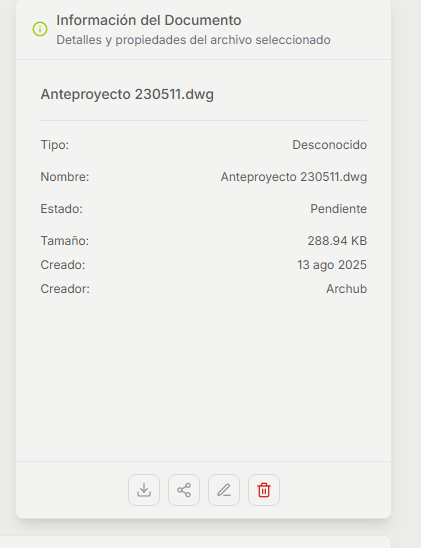 Información del Documento
Detalles y propiedades del archivo seleccionado
Anteproyecto 230511.dwg
Tipo: Desconocido
Nombre: Anteproyecto 230511.dwg
Estado: Pendiente
Tamaño: 288.94 KB
Creado: 13 ago 2025
Creador: Archub